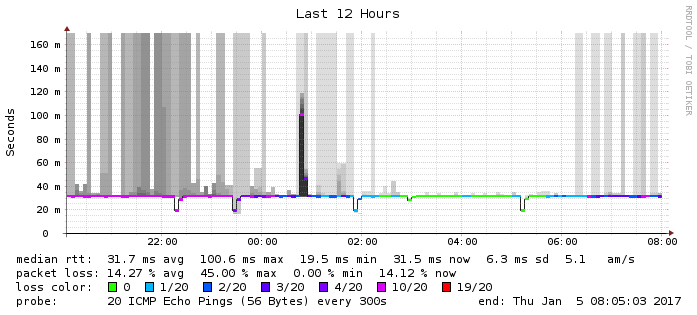 Last 12 Hours
RRDTOOL / TOBI OETIKER
Seconds
160 m
140 m
120 m
100 m
80 m
60 m
40 m
20 m
0
22:00 00:00 02:00 04:00 06:00 08:00
median rtt: 31.7 ms avg 100.6 ms max 19.5 ms min 31.5 ms now 6.3 ms sd 5.1 am/s
packet loss: 14.27 % avg 45.00 % max 0.00 % min 14.12 % now
loss color: 0 1/20 2/20 3/20 4/20 10/20 19/20
probe: 20 ICMP Echo Pings (56 Bytes) every 300s end: Thu Jan 5 08:05:03 2017